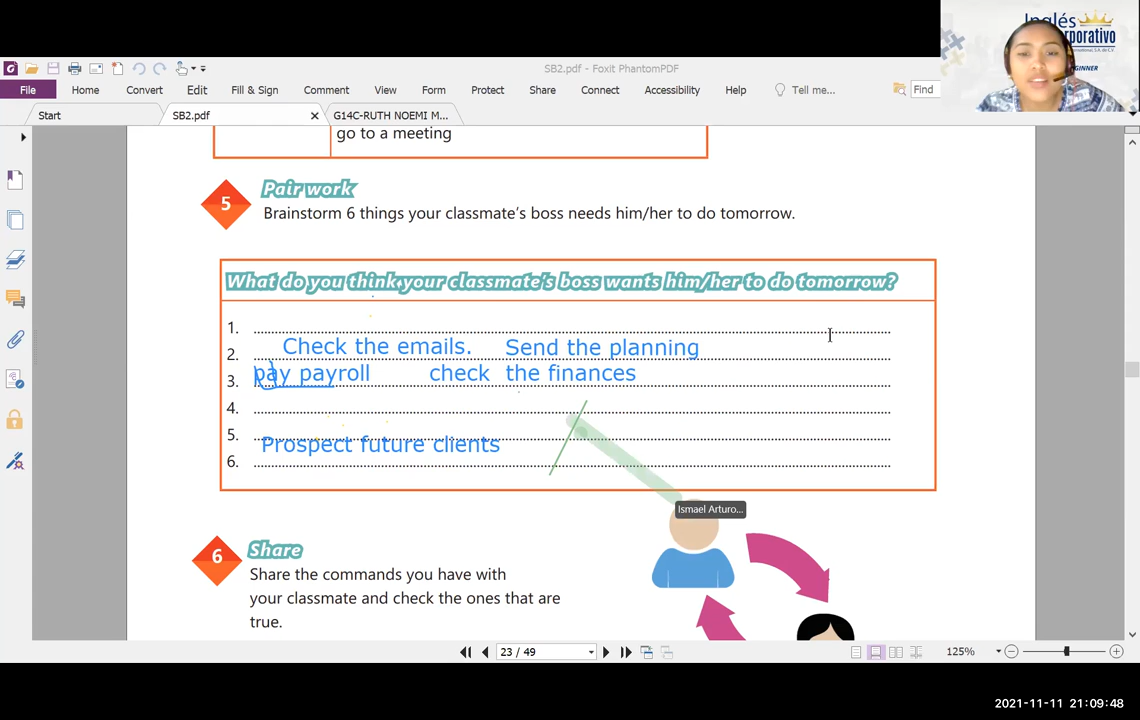 Inglés
orporativo
International S.A. de C.V.
GINNER
SB2.pdf - Foxit PhantomPDF
File Home Convert Edit Fill & Sign Comment View Form Protect Share Connect Accessibility Help Tell me... Find
Start SB2.pdf G14C-RUTH NOEMI M...
go to a meeting
5 Pair work
Brainstorm 6 things your classmate's boss needs him/her to do tomorrow.
What do you think your classmate's boss wants him/her to do tomorrow?
1.
Check the emails. Send the planning
2.
pay payroll check the finances
3.
4.
5.
Prospect future clients
6.
Ismael Arturo...
6 Share
Share the commands you have with
your classmate and check the ones that are
true.
23 / 49 125%
2021-11-11 21:09:48